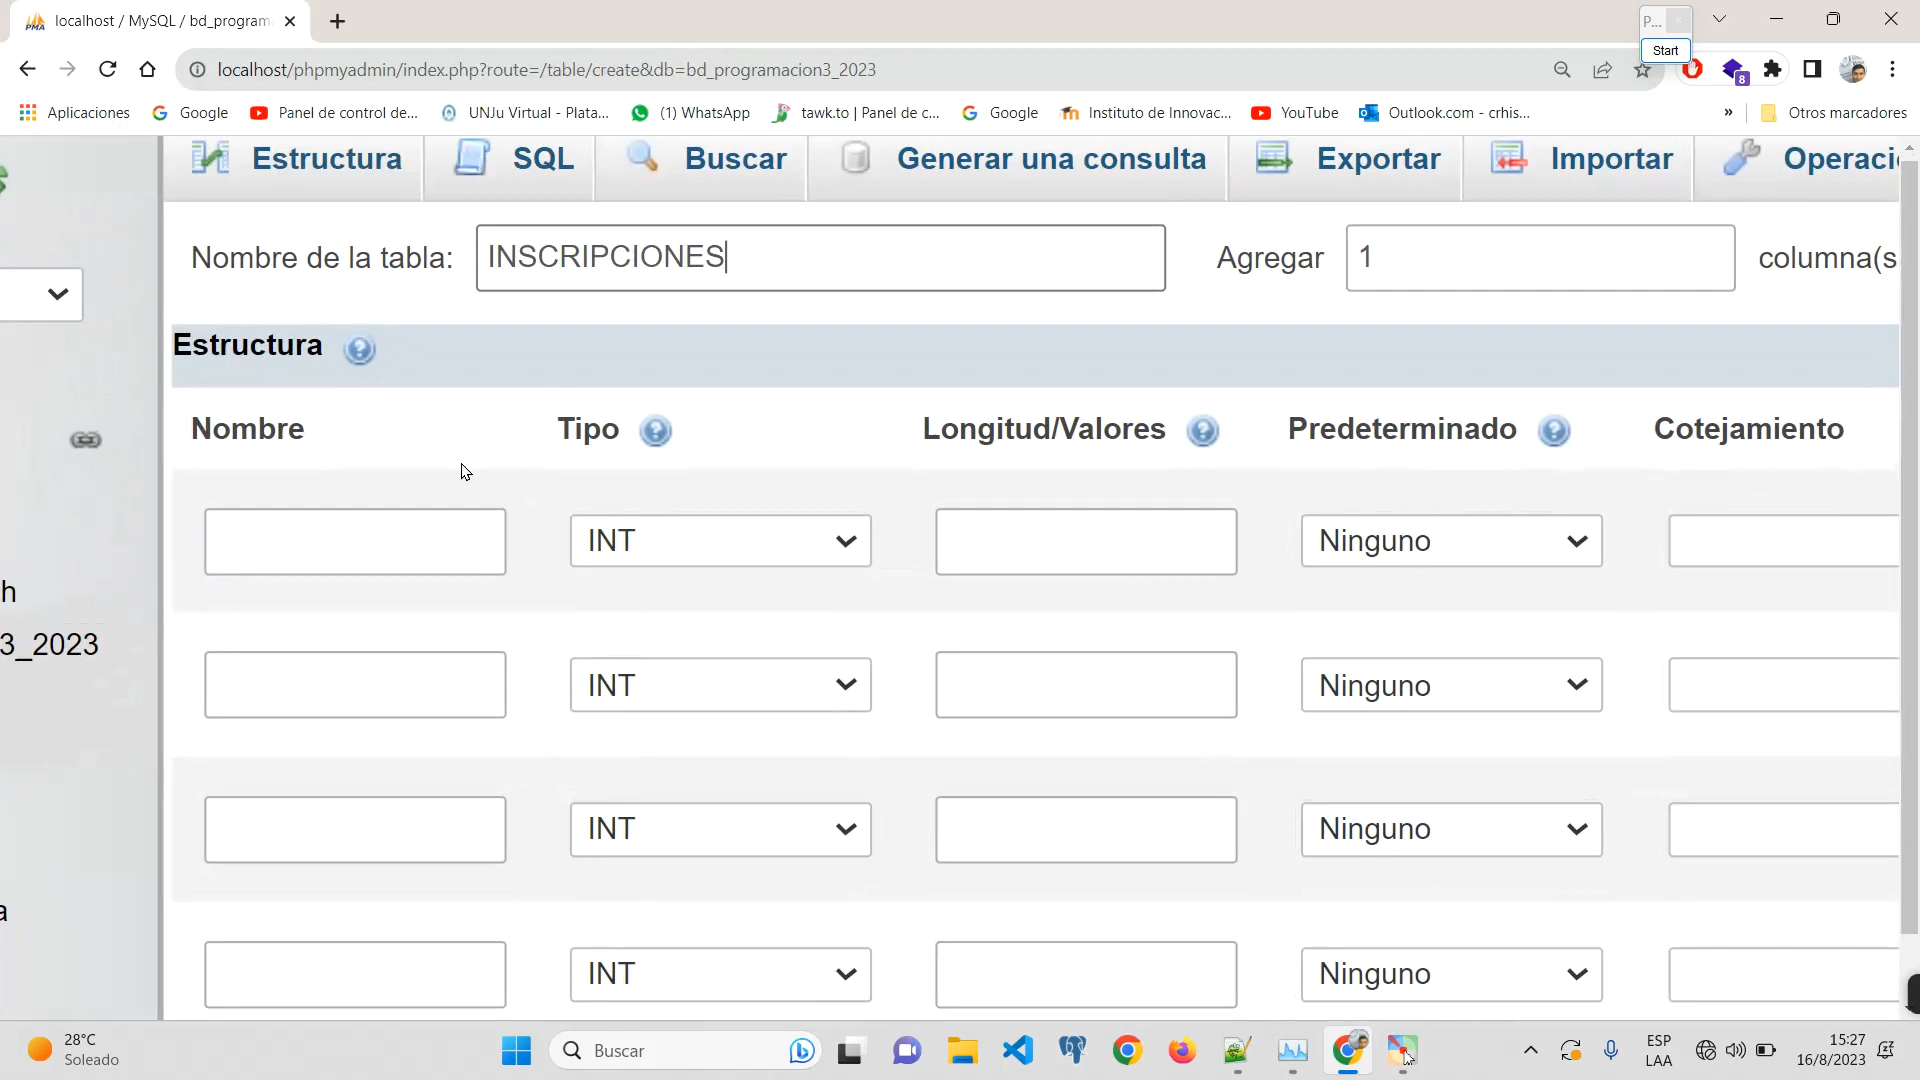 localhost / MySQL / bd_program
P...
Start
localhost/phpmyadmin/index.php?route=/table/create&db=bd_programacion3_2023
8
Aplicaciones
Google
Panel de control de...
UNJu Virtual - Plata...
(1) WhatsApp
tawk.to | Panel de c...
Google
Instituto de Innovac...
YouTube
Outlook.com - crhis...
»
Otros marcadores
Estructura
SQL
Buscar
Generar una consulta
Exportar
Importar
Operaci
Nombre de la tabla:
INSCRIPCIONES
Agregar
1
columna(s
Estructura
Nombre
Tipo
Longitud/Valores
Predeterminado
Cotejamiento
INT
Ninguno
h
3_2023
INT
Ninguno
INT
Ninguno
a
INT
Ninguno
28°C
Soleado
Buscar
ESP
LAA
15:27
16/8/2023